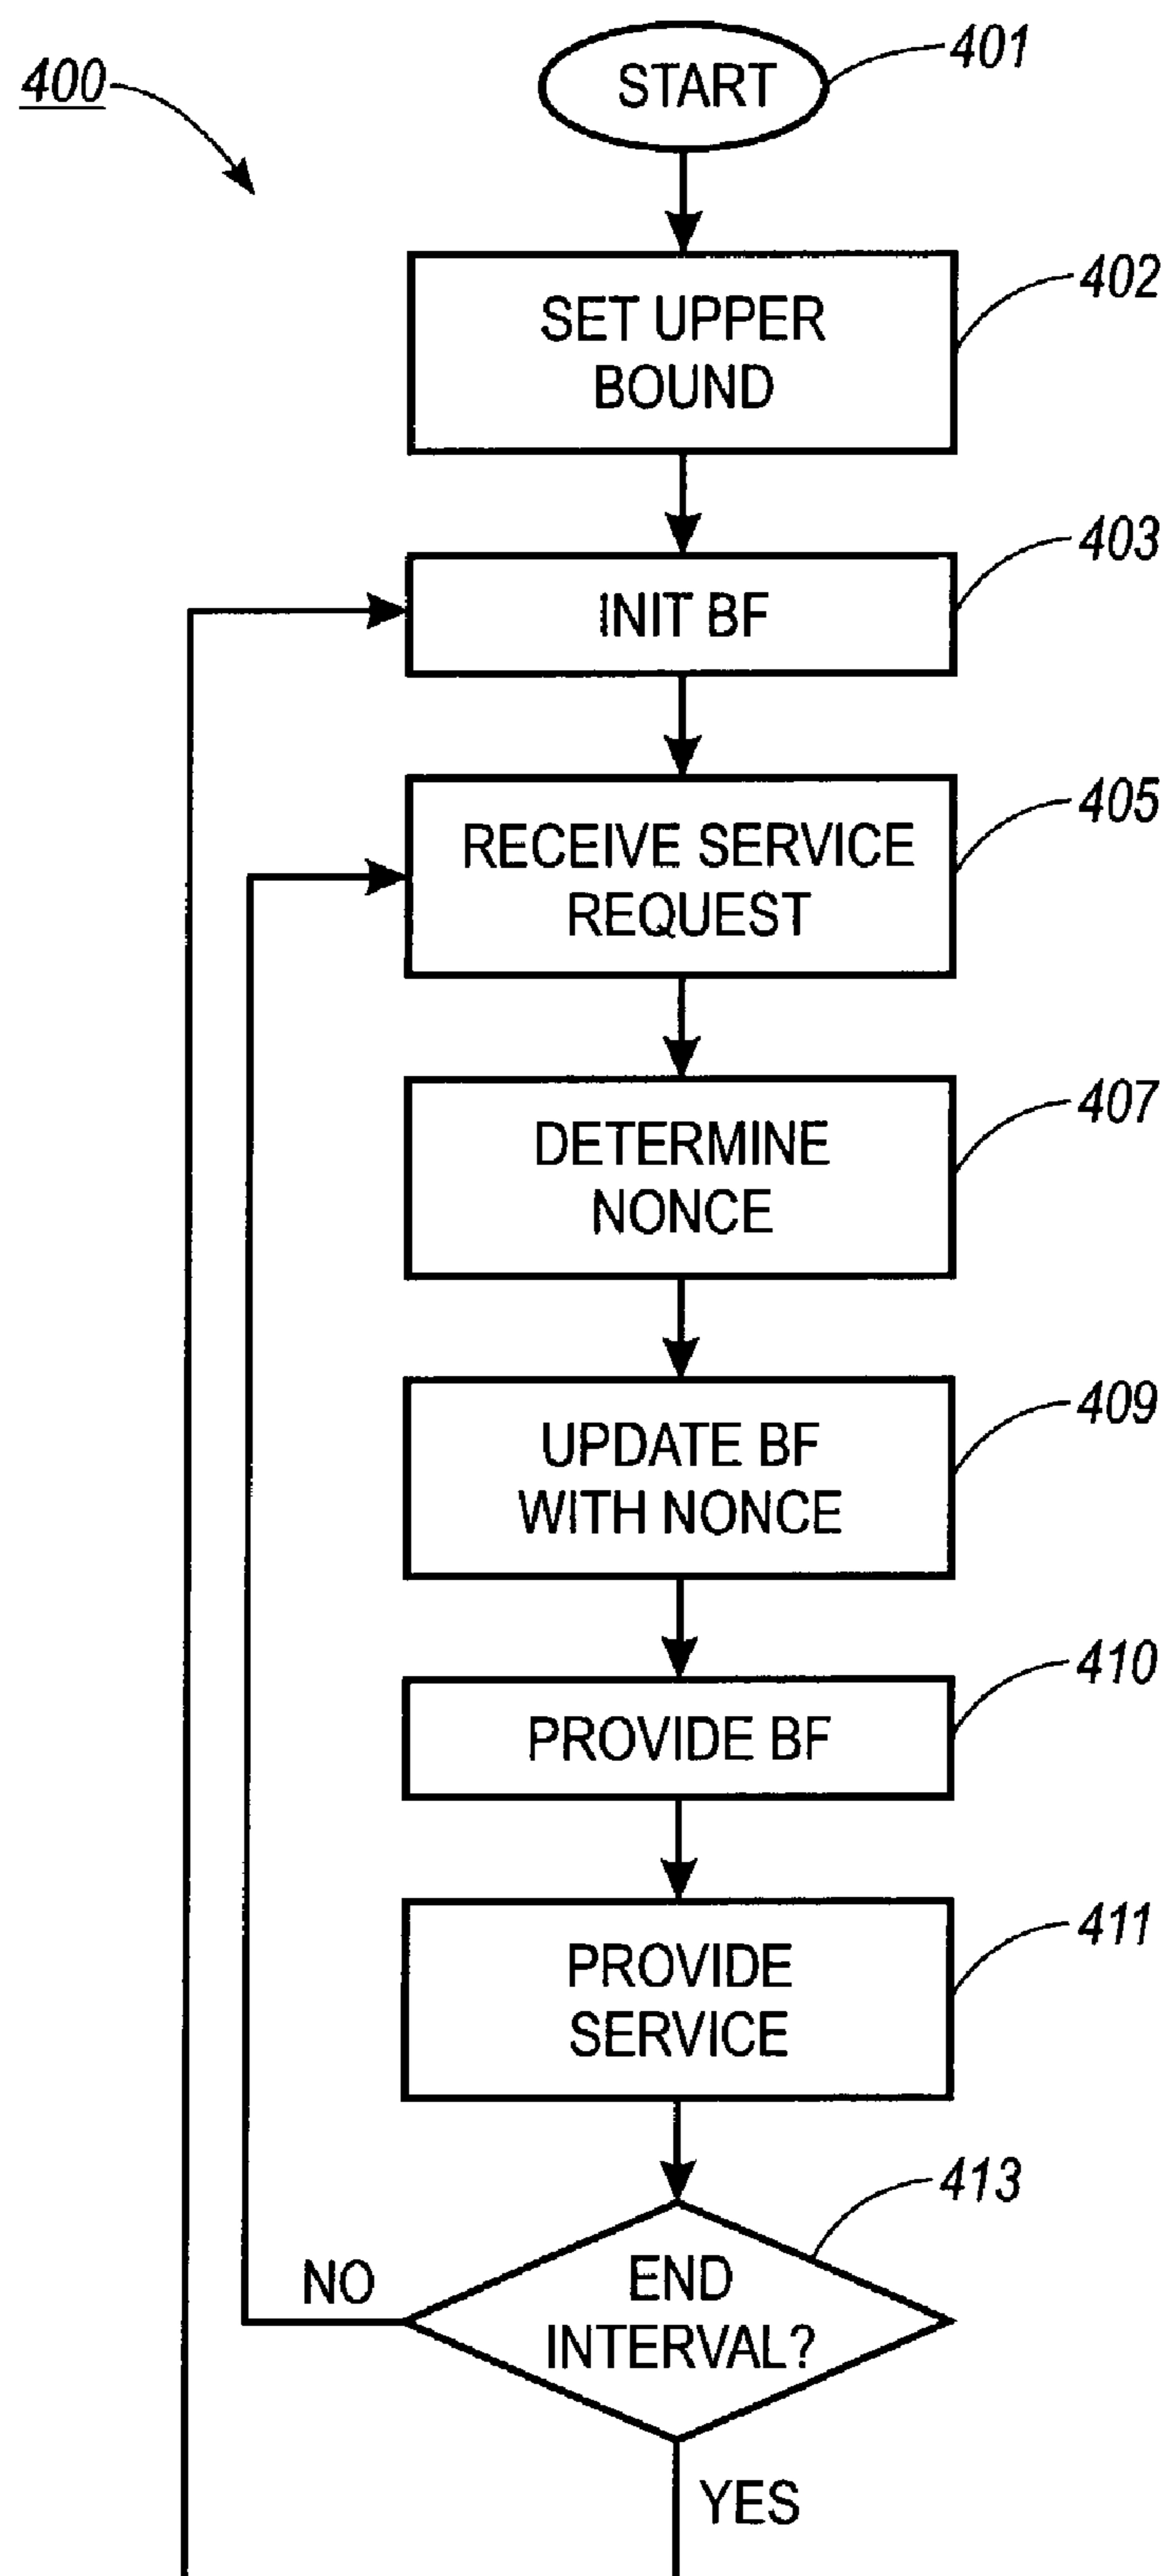 400
START
401
SET UPPER
BOUND
402
INIT BF
403
RECEIVE SERVICE
REQUEST
405
DETERMINE
NONCE
407
UPDATE BF
WITH NONCE
409
PROVIDE BF
410
PROVIDE
SERVICE
411
END
INTERVAL?
413
NO
YES